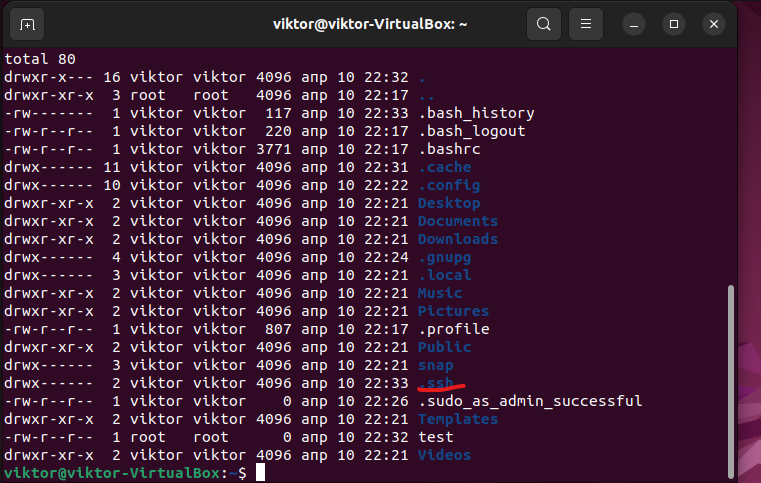 viktor@viktor-VirtualBox: ~
total 80
drwxr-x--- 16 viktor viktor 4096 апр 10 22:32 .
drwxr-xr-x  3 root   root   4096 апр 10 22:17 ..
-rw-------  1 viktor viktor  117 апр 10 22:33 .bash_history
-rw-r--r--  1 viktor viktor  220 апр 10 22:17 .bash_logout
-rw-r--r--  1 viktor viktor 3771 апр 10 22:17 .bashrc
drwx------ 11 viktor viktor 4096 апр 10 22:31 .cache
drwx------ 10 viktor viktor 4096 апр 10 22:22 .config
drwxr-xr-x  2 viktor viktor 4096 апр 10 22:21 Desktop
drwxr-xr-x  2 viktor viktor 4096 апр 10 22:21 Documents
drwxr-xr-x  2 viktor viktor 4096 апр 10 22:21 Downloads
drwx------  4 viktor viktor 4096 апр 10 22:24 .gnupg
drwx------  3 viktor viktor 4096 апр 10 22:21 .local
drwxr-xr-x  2 viktor viktor 4096 апр 10 22:21 Music
drwxr-xr-x  2 viktor viktor 4096 апр 10 22:21 Pictures
-rw-r--r--  1 viktor viktor  807 апр 10 22:17 .profile
drwxr-xr-x  2 viktor viktor 4096 апр 10 22:21 Public
drwx------  3 viktor viktor 4096 апр 10 22:21 snap
drwx------  2 viktor viktor 4096 апр 10 22:33 .ssh
-rw-r--r--  1 viktor viktor    0 апр 10 22:26 .sudo_as_admin_successful
drwxr-xr-x  2 viktor viktor 4096 апр 10 22:21 Templates
-rw-r--r--  1 root   root      0 апр 10 22:32 test
drwxr-xr-x  2 viktor viktor 4096 апр 10 22:21 Videos
viktor@viktor-VirtualBox:~$